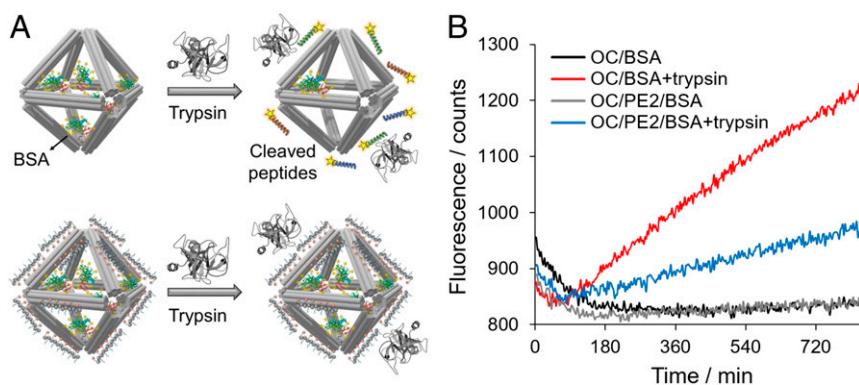 A
Trypsin
BSA
Cleaved
peptides
Trypsin
B
1300
1200
1100
1000
900
800
Fluorescence / counts
OC/BSA
OC/BSA+trypsin
OC/PE2/BSA
OC/PE2/BSA+trypsin
0
180
360
540
720
Time / min